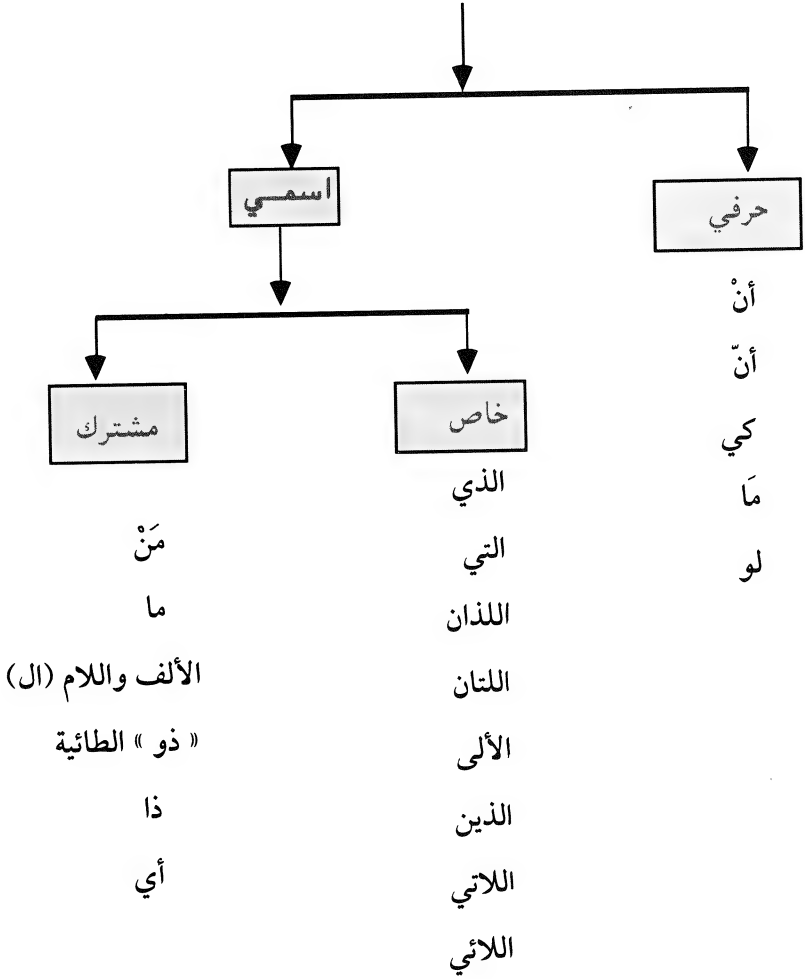 حرفي
أنْ
أنّ
كي
مَا
لو
اسمـــي
خاص
الذي
التي
اللذان
اللتان
الألى
الذين
اللاتي
اللائي
مشترك
مَنْ
ما
الألف واللام (ال)
« ذو » الطائية
ذا
أي